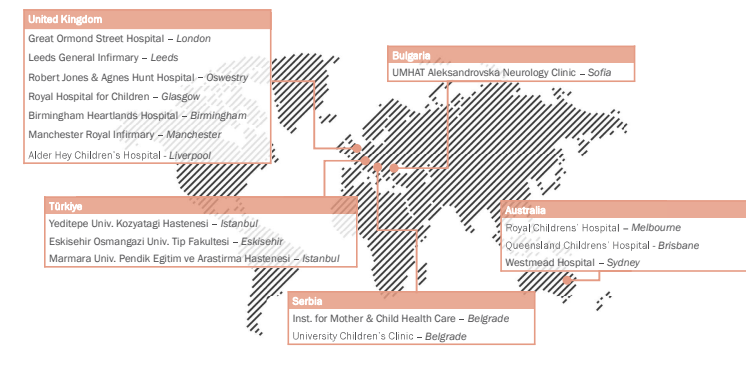 United Kingdom
Great Ormond Street Hospital – London
Leeds General Infirmary – Leeds
Robert Jones & Agnes Hunt Hospital – Oswestry
Royal Hospital for Children – Glasgow
Birmingham Heartlands Hospital – Birmingham
Manchester Royal Infirmary – Manchester
Alder Hey Children's Hospital - Liverpool
Bulgaria
UMHAT Aleksandrovska Neurology Clinic – Sofia
Türkiye
Yeditepe Univ. Kozyatagi Hastenesi – Istanbul
Eskisehir Osmangazi Univ. Tip Fakultesi – Eskisehir
Marmara Univ. Pendik Egitim ve Arastirma Hastenesi – Istanbul
Australia
Royal Childrens' Hospital – Melbourne
Queensland Childrens' Hospital - Brisbane
Westmead Hospital – Sydney
Serbia
Inst. for Mother & Child Health Care – Belgrade
University Children's Clinic – Belgrade